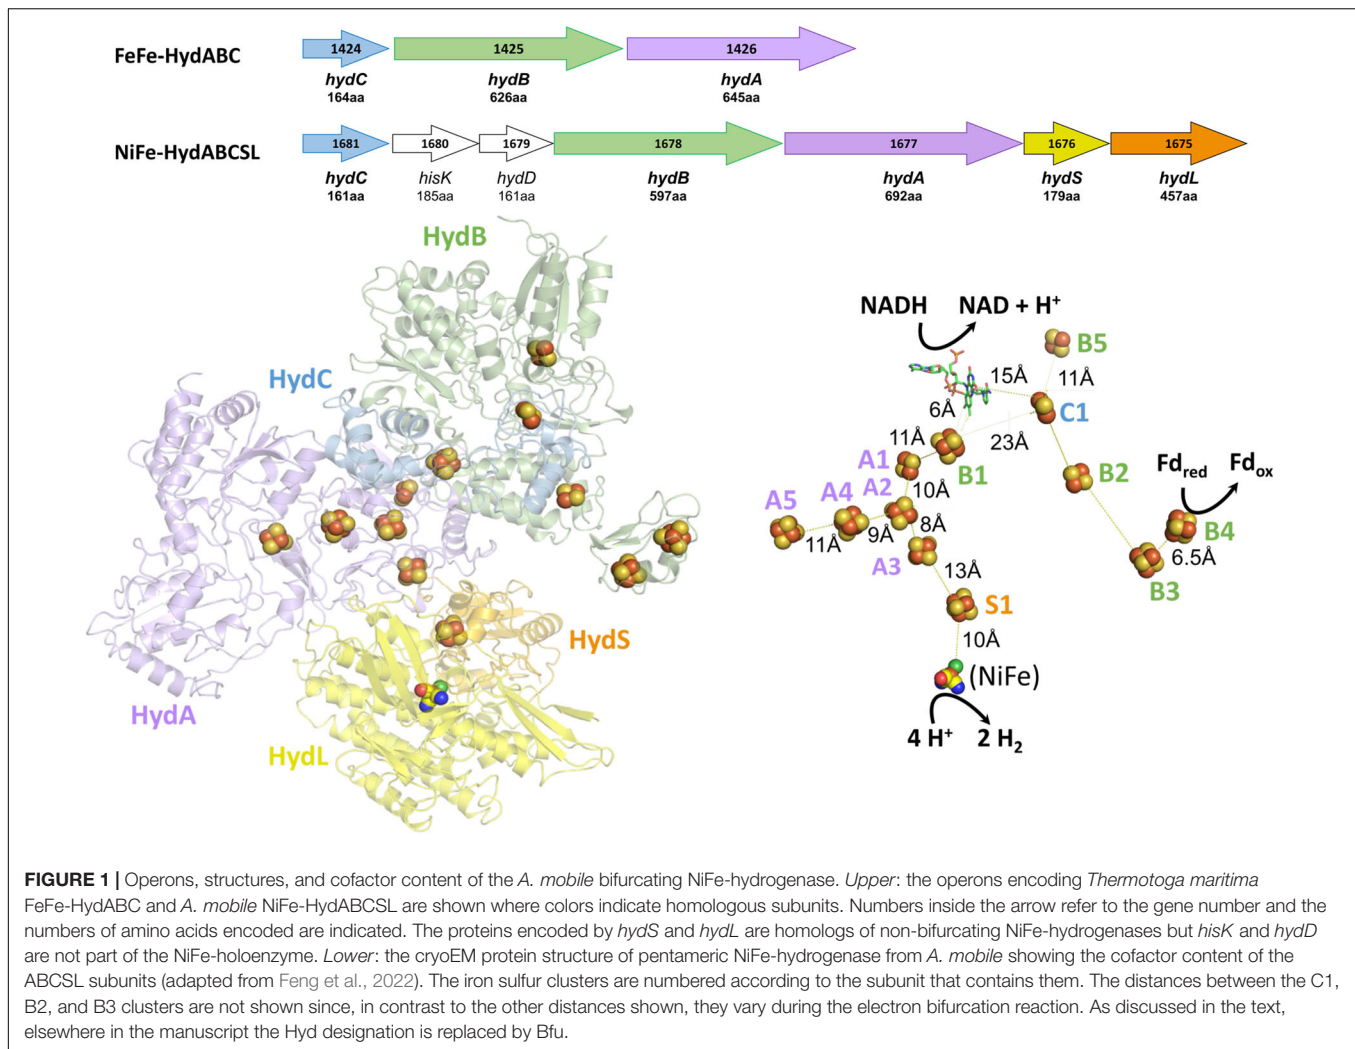 FeFe-HydABC
1424
1425
1426
hydC
hydB
hydA
164aa
626aa
645aa
NiFe-HydABCSL
1681
1680
1679
1678
1677
1676
1675
hydC
hisK
hydD
hydB
hydA
hydS
hydL
161aa
185aa
161aa
597aa
692aa
179aa
457aa
HydB
HydC
HydA
HydS
HydL
NADH
NAD + H⁺
B5
15Å
11Å
6Å
C1
23Å
11Å
A1
B1
B2
Fd_red
Fd_ox
A5
A4
A2
10Å
11Å
9Å
8Å
B4
6.5Å
A3
B3
13Å
S1
10Å
(NiFe)
4 H⁺
2 H₂
FIGURE 1 | Operons, structures, and cofactor content of the A. mobile bifurcating NiFe-hydrogenase. Upper: the operons encoding Thermotoga maritima
FeFe-HydABC and A. mobile NiFe-HydABCSL are shown where colors indicate homologous subunits. Numbers inside the arrow refer to the gene number and the
numbers of amino acids encoded are indicated. The proteins encoded by hydS and hydL are homologs of non-bifurcating NiFe-hydrogenases but hisK and hydD
are not part of the NiFe-holoenzyme. Lower: the cryoEM protein structure of pentameric NiFe-hydrogenase from A. mobile showing the cofactor content of the
ABCSL subunits (adapted from Feng et al., 2022). The iron sulfur clusters are numbered according to the subunit that contains them. The distances between the C1,
B2, and B3 clusters are not shown since, in contrast to the other distances shown, they vary during the electron bifurcation reaction. As discussed in the text,
elsewhere in the manuscript the Hyd designation is replaced by Bfu.